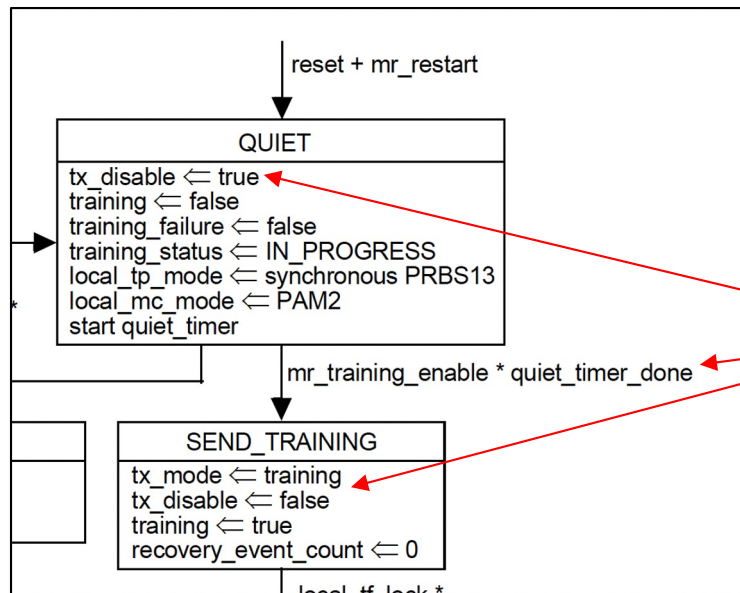 reset + mr_restart
QUIET
tx_disable ⇐ true
training ⇐ false
training_failure ⇐ false
training_status ⇐ IN_PROGRESS
local_tp_mode ⇐ synchronous PRBS13
local_mc_mode ⇐ PAM2
start quiet_timer
*
mr_training_enable * quiet_timer_done
SEND_TRAINING
tx_mode ⇐ training
tx_disable ⇐ false
training ⇐ true
recovery_event_count ⇐ 0
local_tf_lock *